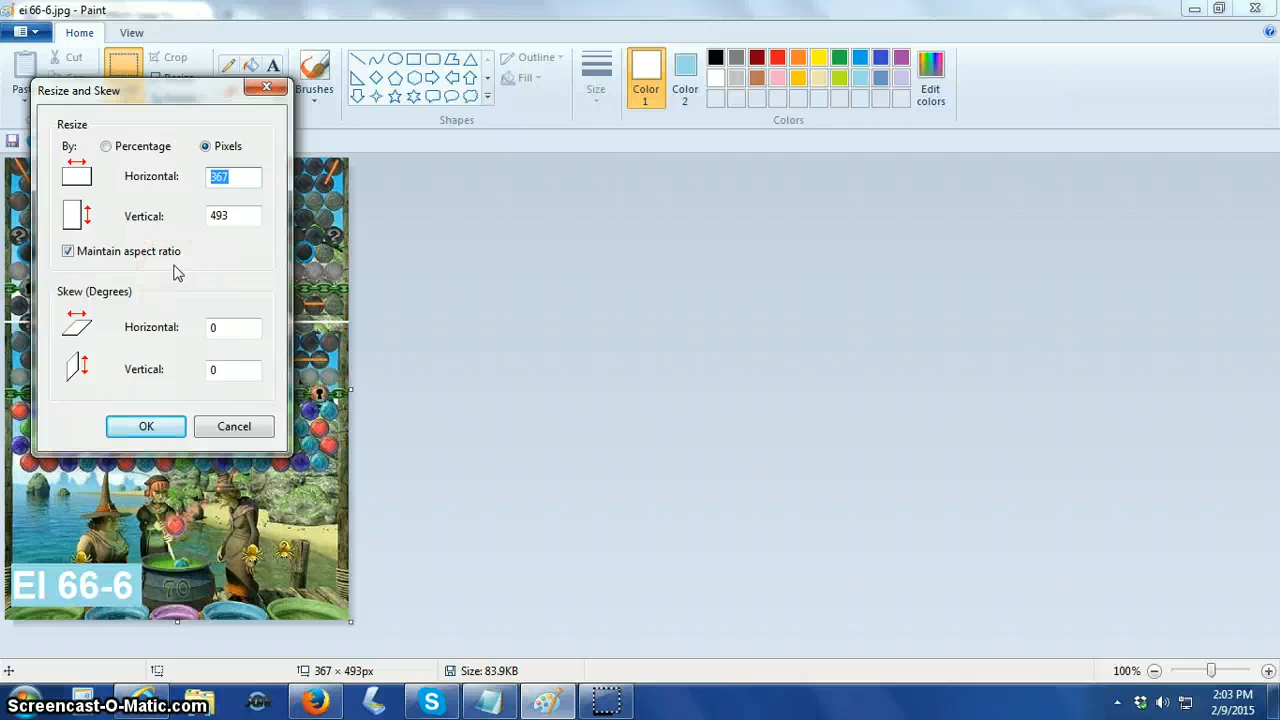 ei 66-6.jpg - Paint
Home
View
Cut
Crop
Brushes
Outline
Fill
Size
Color
1
Color
2
Edit
colors
Shapes
Colors
Resize and Skew
Resize
By:
Percentage
Pixels
Horizontal:
367
Vertical:
493
Maintain aspect ratio
Skew (Degrees)
Horizontal:
0
Vertical:
0
OK
Cancel
EI 66-6
70
367 × 493px
Size: 83.9KB
100%
2:03 PM
2/9/2015
Screencast-O-Matic.com